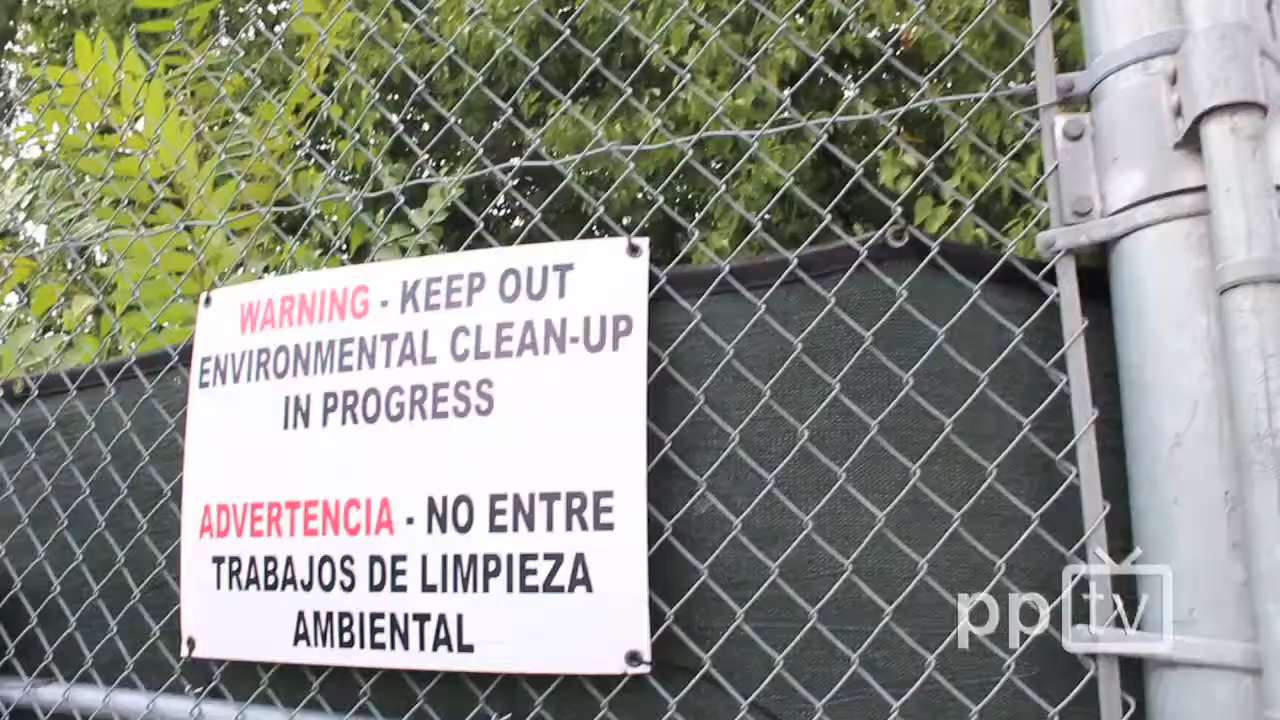 WARNING - KEEP OUT
ENVIRONMENTAL CLEAN-UP
IN PROGRESS
ADVERTENCIA - NO ENTRE
TRABAJOS DE LIMPIEZA
AMBIENTAL
pptv